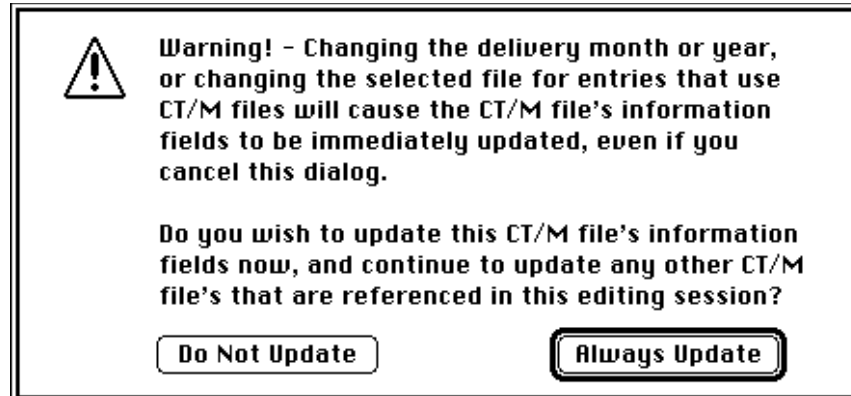 Warning! - Changing the delivery month or year,
or changing the selected file for entries that use
CT/M files will cause the CT/M file's information
fields to be immediately updated, even if you
cancel this dialog.
Do you wish to update this CT/M file's information
fields now, and continue to update any other CT/M
file's that are referenced in this editing session?
Do Not Update
Always Update